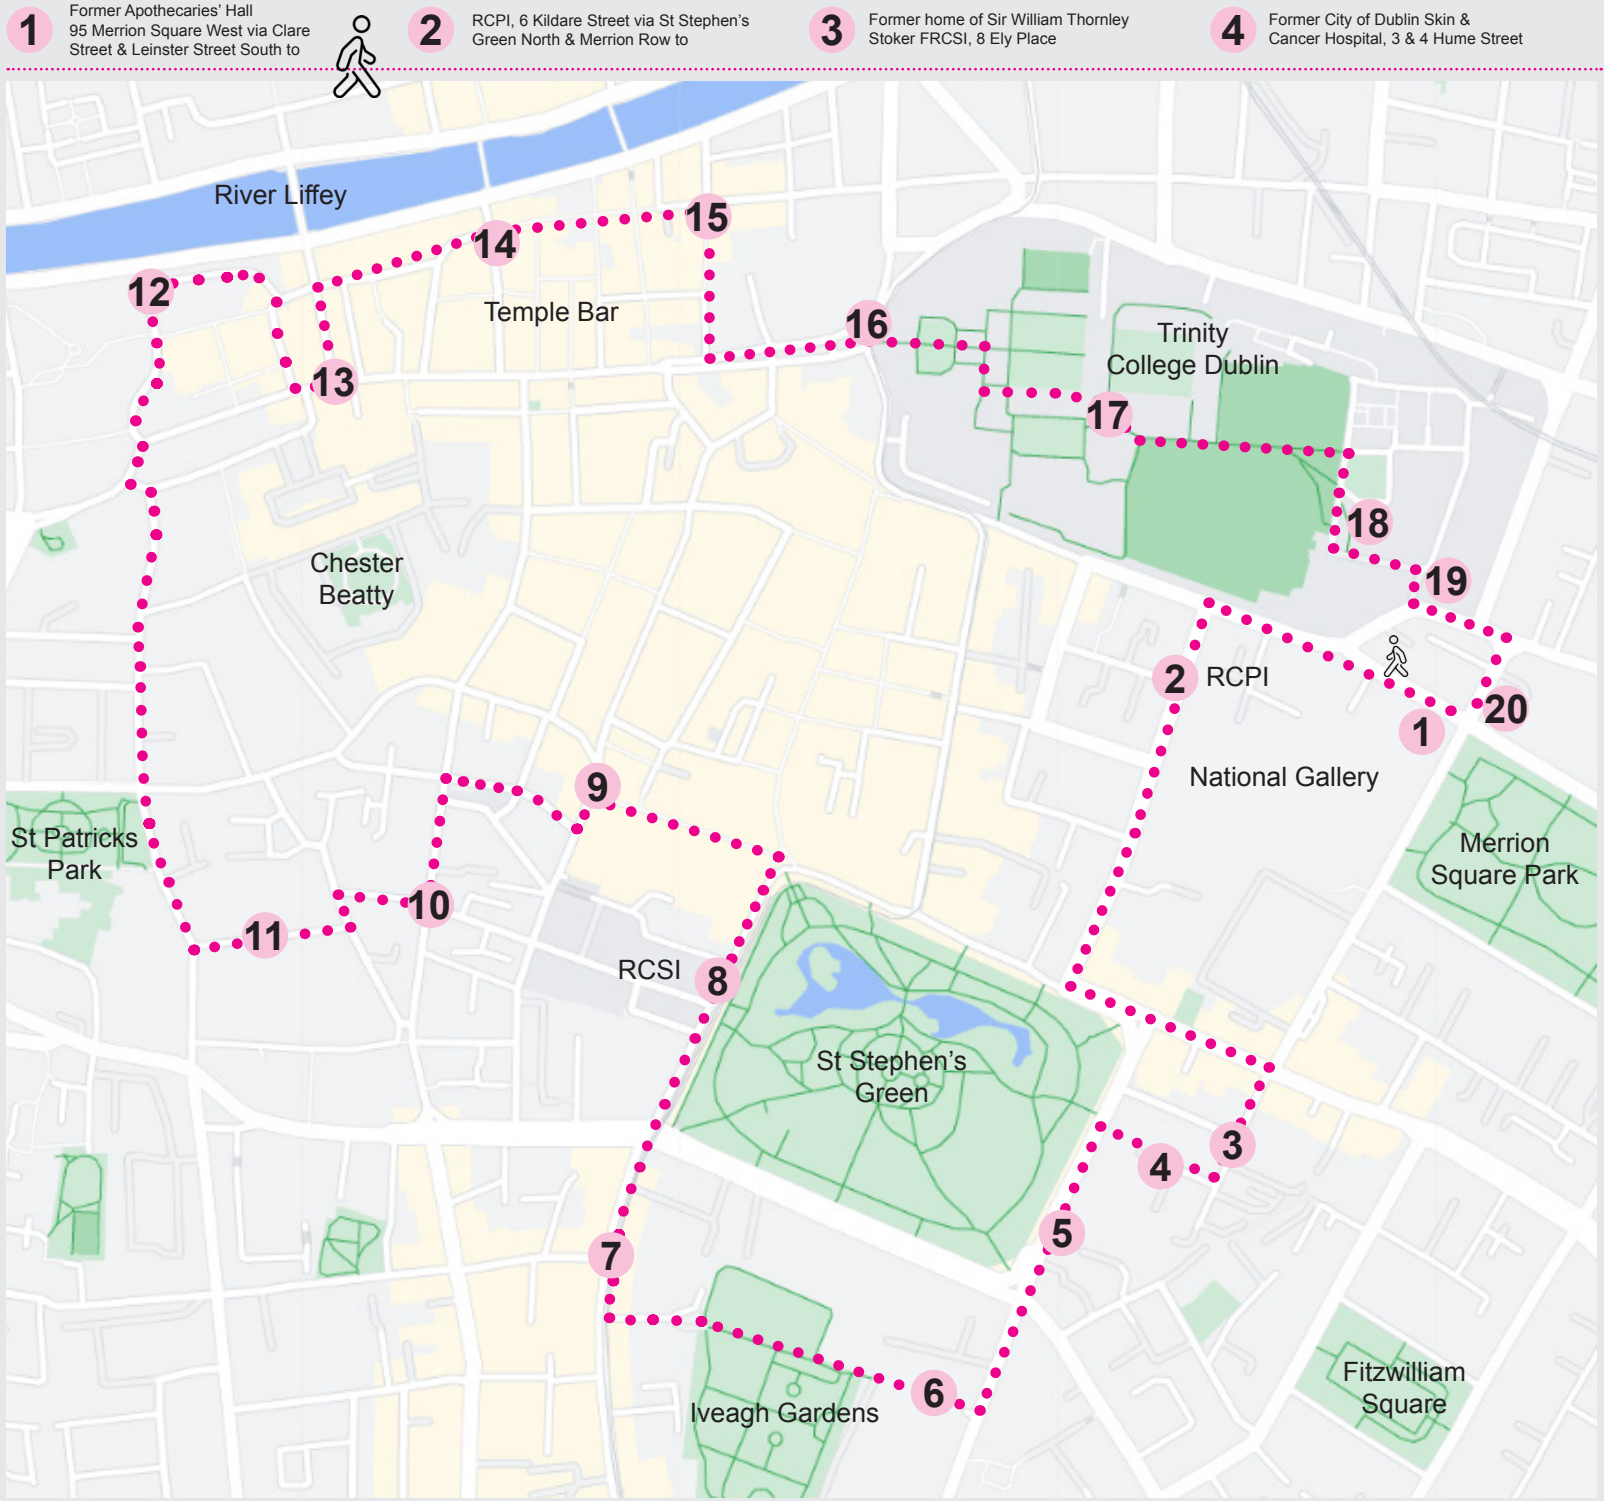 1
Former Apothecaries’ Hall
95 Merrion Square West via Clare
Street & Leinster Street South to
2
RCPI, 6 Kildare Street via St Stephen’s
Green North & Merrion Row to
3
Former home of Sir William Thornley
Stoker FRCSI, 8 Ely Place
4
Former City of Dublin Skin &
Cancer Hospital, 3 & 4 Hume Street
River Liffey
15
14
12
Temple Bar
16
Trinity
College Dublin
13
17
18
Chester
Beatty
19
2
RCPI
20
1
National Gallery
9
St Patricks
Park
Merrion
Square Park
10
11
RCSI
8
St Stephen’s
Green
3
4
5
7
Fitzwilliam
Square
6
Iveagh Gardens